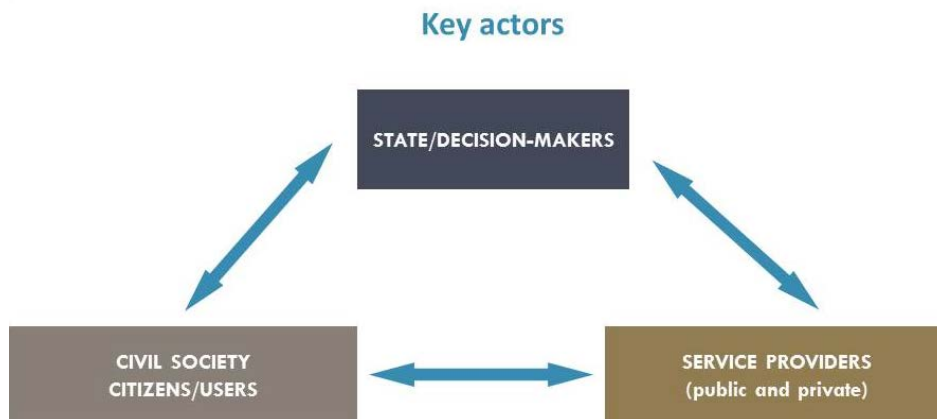 Key actors
STATE/DECISION-MAKERS
CIVIL SOCIETY
CITIZENS/USERS
SERVICE PROVIDERS
(public and private)